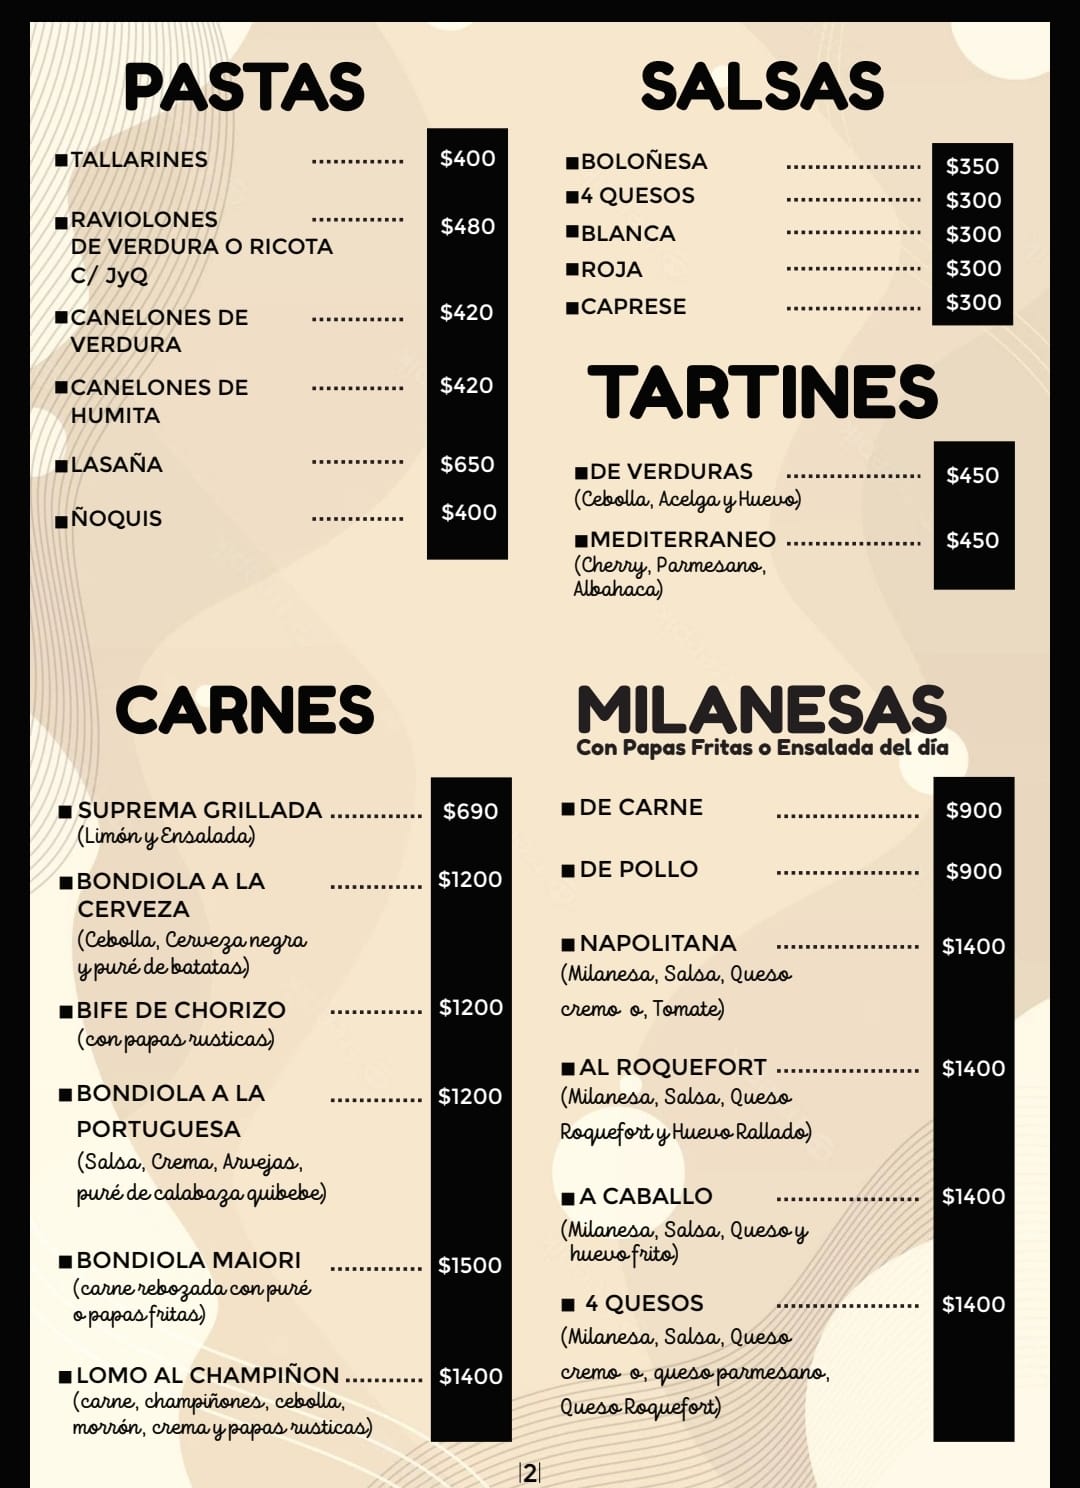 PASTAS
■TALLARINES ............. $400
■RAVIOLONES ............. $480
DE VERDURA O RICOTA
C/ JyQ
■CANELONES DE ............. $420
VERDURA
■CANELONES DE ............. $420
HUMITA
■LASAÑA ............. $650
■ÑOQUIS ............. $400
SALSAS
■BOLOÑESA ................... $350
■4 QUESOS ................... $300
■BLANCA ................... $300
■ROJA ................... $300
■CAPRESE ................... $300
TARTINES
■DE VERDURAS ................... $450
(Cebolla, Acelga y Huevo)
■MEDITERRANEO ................... $450
(Cherry, Parmesano,
Albahaca)
CARNES
■ SUPREMA GRILLADA ............. $690
(Limón y Ensalada)
■BONDIOLA A LA ............. $1200
CERVEZA
(Cebolla, Cerveza negra
y puré de batatas)
■BIFE DE CHORIZO ............. $1200
(con papas rusticas)
■BONDIOLA A LA ............. $1200
PORTUGUESA
(Salsa, Crema, Arvejas,
puré de calabaza quibebe)
■BONDIOLA MAIORI ............. $1500
(carne rebozada con puré
o papas fritas)
■LOMO AL CHAMPIÑON ........... $1400
(carne, champiñones, cebolla,
morrón, crema y papas rusticas)
MILANESAS
Con Papas Fritas o Ensalada del día
■DE CARNE .................... $900
■DE POLLO .................... $900
■NAPOLITANA .................... $1400
(Milanesa, Salsa, Queso
cremo o, Tomate)
■AL ROQUEFORT .................... $1400
(Milanesa, Salsa, Queso
Roquefort y Huevo Rallado)
■A CABALLO .................... $1400
(Milanesa, Salsa, Queso y
huevo frito)
■ 4 QUESOS .................... $1400
(Milanesa, Salsa, Queso
cremo o, queso parmesano,
Queso Roquefort)
|2|